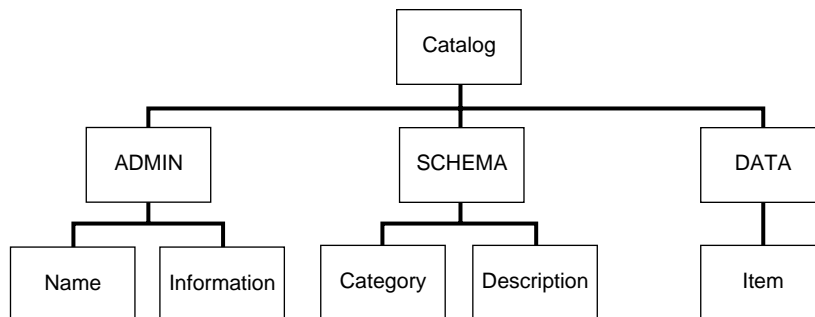 Catalog
ADMIN
SCHEMA
DATA
Name
Information
Category
Description
Item